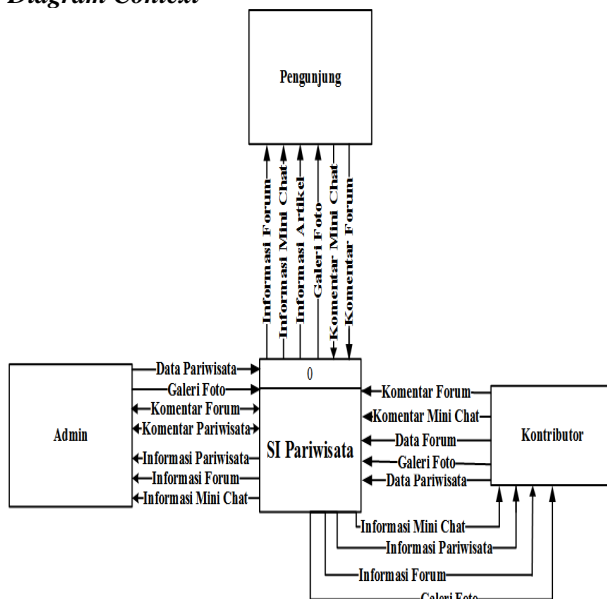 Diagram Context
Pengunjung
Informasi Forum
Informasi Mini Chat
Informasi Artikel
Galeri Foto
Komentar Mini Chat
Komentar Forum
Data Pariwisata
Galeri Foto
Komentar Forum
Komentar Pariwisata
Informasi Pariwisata
Informasi Forum
Informasi Mini Chat
Admin
0
SI Pariwisata
Komentar Forum
Komentar Mini Chat
Data Forum
Galeri Foto
Data Pariwisata
Kontributor
Informasi Mini Chat
Informasi Pariwisata
Informasi Forum
Galeri Foto